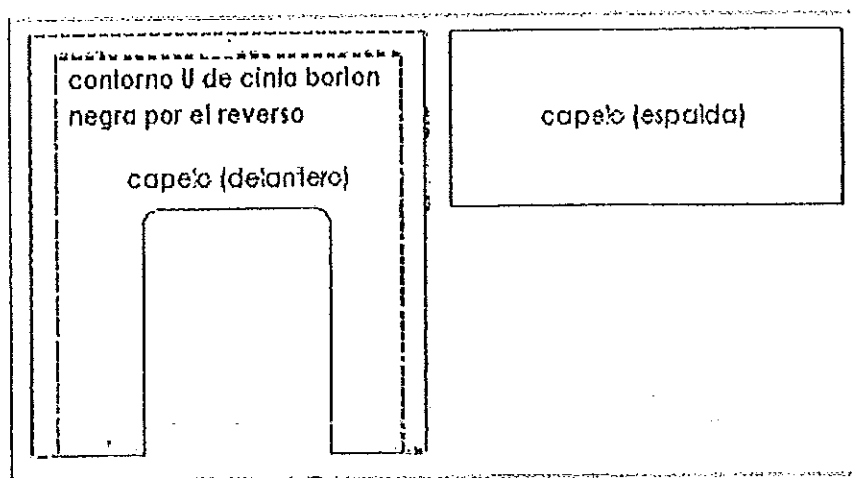 contorno U de cinta borlon
negra por el reverso
capelo (delantero)
capelo (espalda)